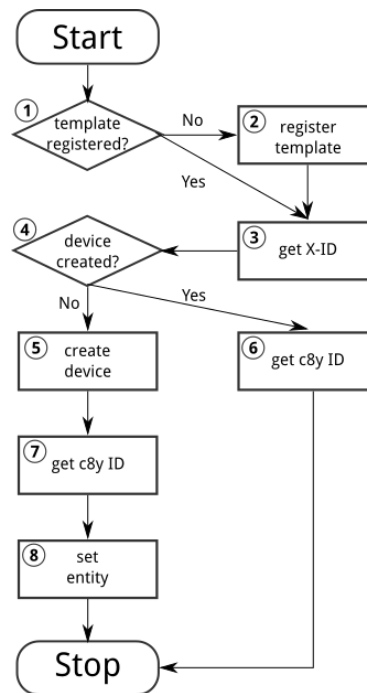 Start
1
template
registered?
No
Yes
2
register
template
3
get X-ID
4
device
created?
No
Yes
5
create
device
6
get c8y ID
7
get c8y ID
8
set
entity
Stop